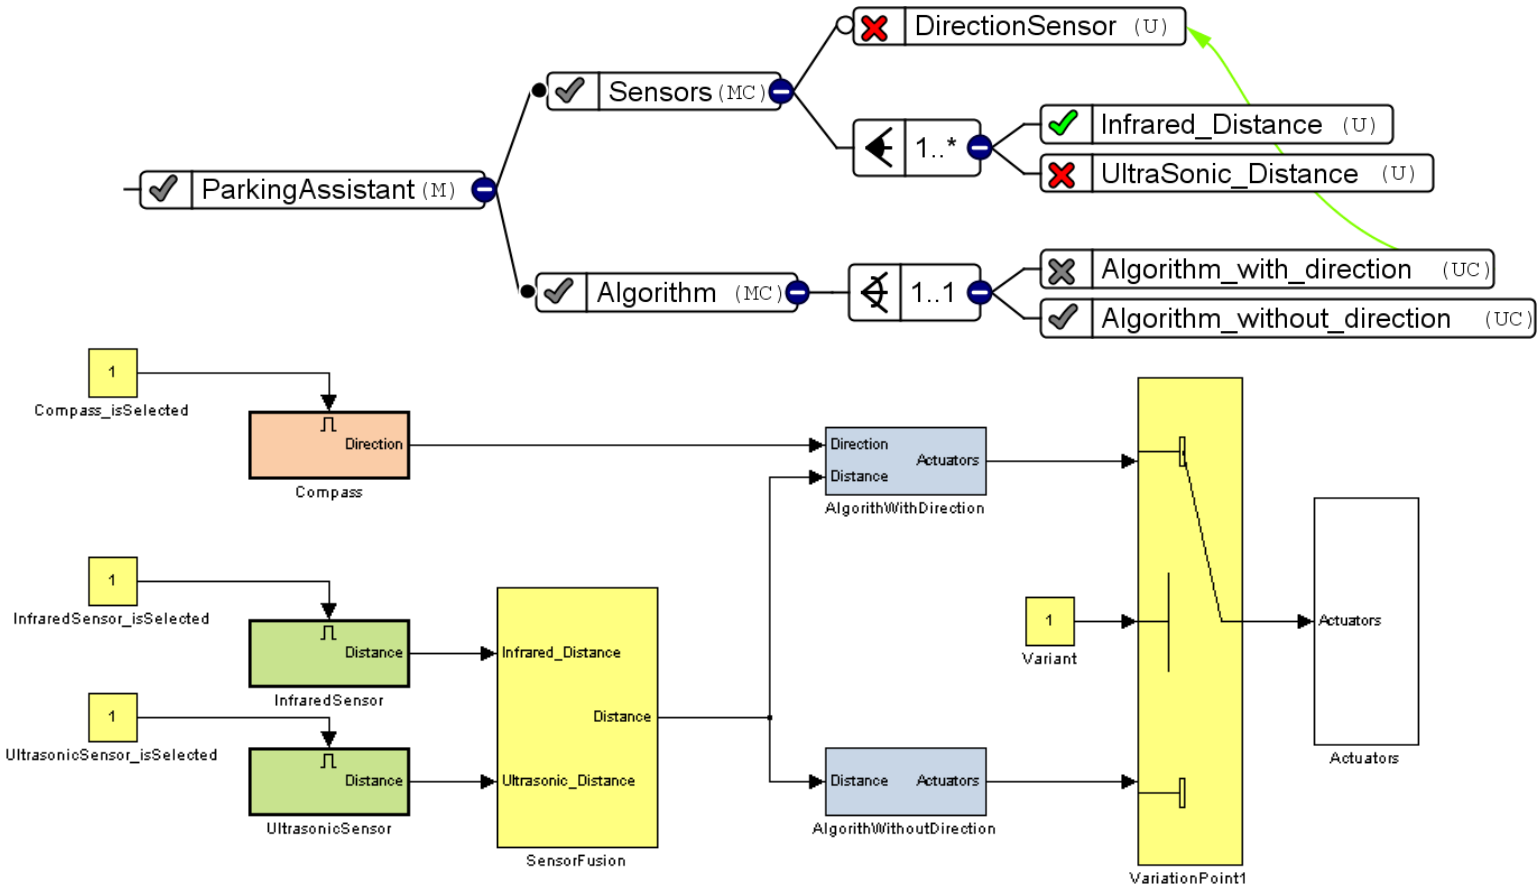 DirectionSensor (U)
Sensors (MC)
Infrared_Distance (U)
1..*
UltraSonic_Distance (U)
ParkingAssistant (M)
Algorithm_with_direction (UC)
Algorithm (MC)
1..1
Algorithm_without_direction (UC)
1
Compass_isSelected
Direction
Compass
Direction
Distance
Actuators
AlgorithWithDirection
1
InfraredSensor_isSelected
Distance
InfraredSensor
1
UltrasonicSensor_isSelected
Distance
UltrasonicSensor
Infrared_Distance
Distance
Ultrasonic_Distance
SensorFusion
1
Variant
Distance
Actuators
AlgorithWithoutDirection
VariationPoint1
Actuators
Actuators